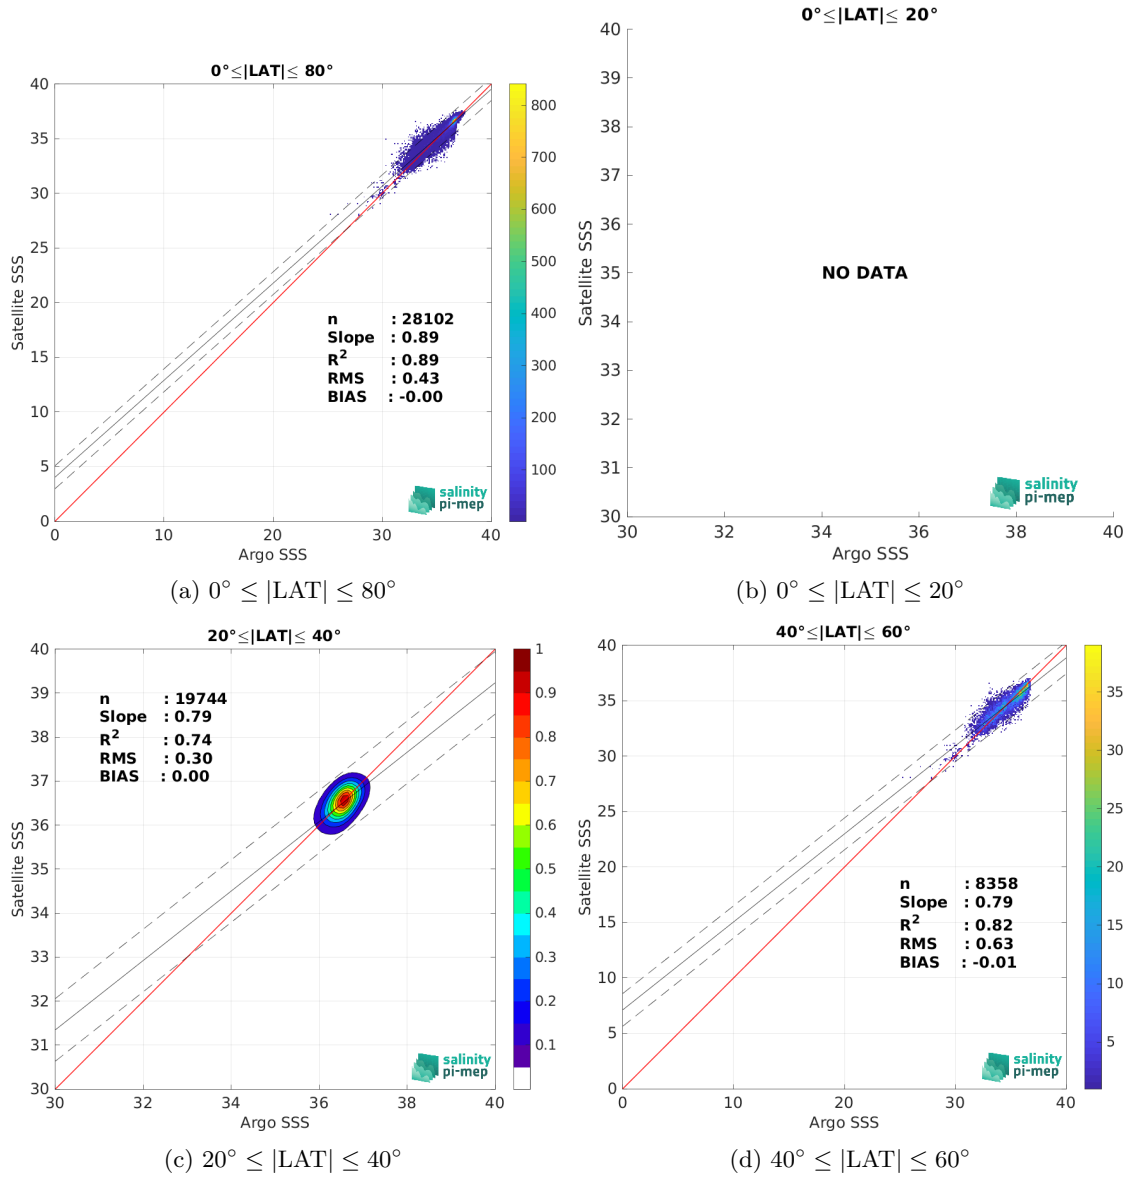 0°≤|LAT|≤ 80°
40
35
30
25
20
15
10
5
0
Satellite SSS
n : 28102
Slope : 0.89
R2 : 0.89
RMS : 0.43
BIAS : -0.00
salinity
pi-mep
0 10 20 30 40
Argo SSS
800
700
600
500
400
300
200
100
(a) 0° ≤ |LAT| ≤ 80°
0°≤|LAT|≤ 20°
40
39
38
37
36
35
34
33
32
31
30
Satellite SSS
NO DATA
salinity
pi-mep
30 32 34 36 38 40
Argo SSS
(b) 0° ≤ |LAT| ≤ 20°
20°≤|LAT|≤ 40°
40
39
38
37
36
35
34
33
32
31
30
Satellite SSS
n : 19744
Slope : 0.79
R2 : 0.74
RMS : 0.30
BIAS : 0.00
salinity
pi-mep
30 32 34 36 38 40
Argo SSS
1
0.9
0.8
0.7
0.6
0.5
0.4
0.3
0.2
0.1
(c) 20° ≤ |LAT| ≤ 40°
40°≤|LAT|≤ 60°
40
35
30
25
20
15
10
5
0
Satellite SSS
n : 8358
Slope : 0.79
R2 : 0.82
RMS : 0.63
BIAS : -0.01
salinity
pi-mep
0 10 20 30 40
Argo SSS
35
30
25
20
15
10
5
(d) 40° ≤ |LAT| ≤ 60°